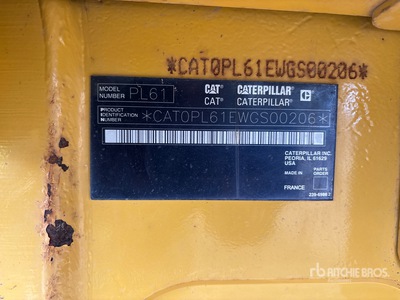 *CAT0PL61EWGS00206*
MODEL NUMBER PL61 CAT CATERPILLAR C
CAT® CATERPILLAR®
PRODUCT IDENTIFICATION NUMBER *CAT0PL61EWGS00206*
CATERPILLAR INC.
PEORIA, IL 61629
USA
MADE IN PARTS ORDER
FRANCE
rb RITCHIE BROS.